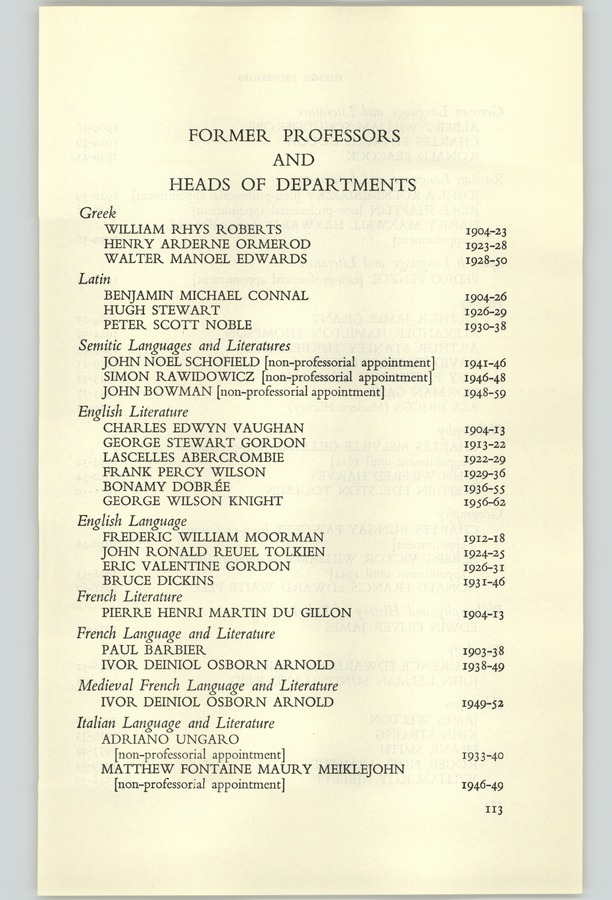 FORMER PROFESSORS
AND
HEADS OF DEPARTMENTS
Greek
WILLIAM RHYS ROBERTS 1904-23
HENRY ARDERNE ORMEROD 1923-28
WALTER MANOEL EDWARDS 1928-50
Latin
BENJAMIN MICHAEL CONNAL 1904-26
HUGH STEWART 1926-29
PETER SCOTT NOBLE 1930-38
Semitic Languages and Literatures
JOHN NOEL SCHOFIELD [non-professorial appointment] 1941-46
SIMON RAWIDOWICZ [non-professorial appointment] 1946-48
JOHN BOWMAN [non-professorial appointment] 1948-59
English Literature
CHARLES EDWYN VAUGHAN 1904-13
GEORGE STEWART GORDON 1913-22
LASCELLES ABERCROMBIE 1922-29
FRANK PERCY WILSON 1929-36
BONAMY DOBRÉE 1936-55
GEORGE WILSON KNIGHT 1956-62
English Language
FREDERIC WILLIAM MOORMAN 1912-18
JOHN RONALD REUEL TOLKIEN 1924-25
ERIC VALENTINE GORDON 1926-31
BRUCE DICKINS 1931-46
French Literature
PIERRE HENRI MARTIN DU GILLON 1904-13
French Language and Literature
PAUL BARBIER 1903-38
IVOR DEINIOL OSBORN ARNOLD 1938-49
Medieval French Language and Literature
IVOR DEINIOL OSBORN ARNOLD 1949-52
Italian Language and Literature
ADRIANO UNGARO
[non-professorial appointment] 1933-40
MATTHEW FONTAINE MAURY MEIKLEJOHN
[non-professorial appointment] 1946-49
113